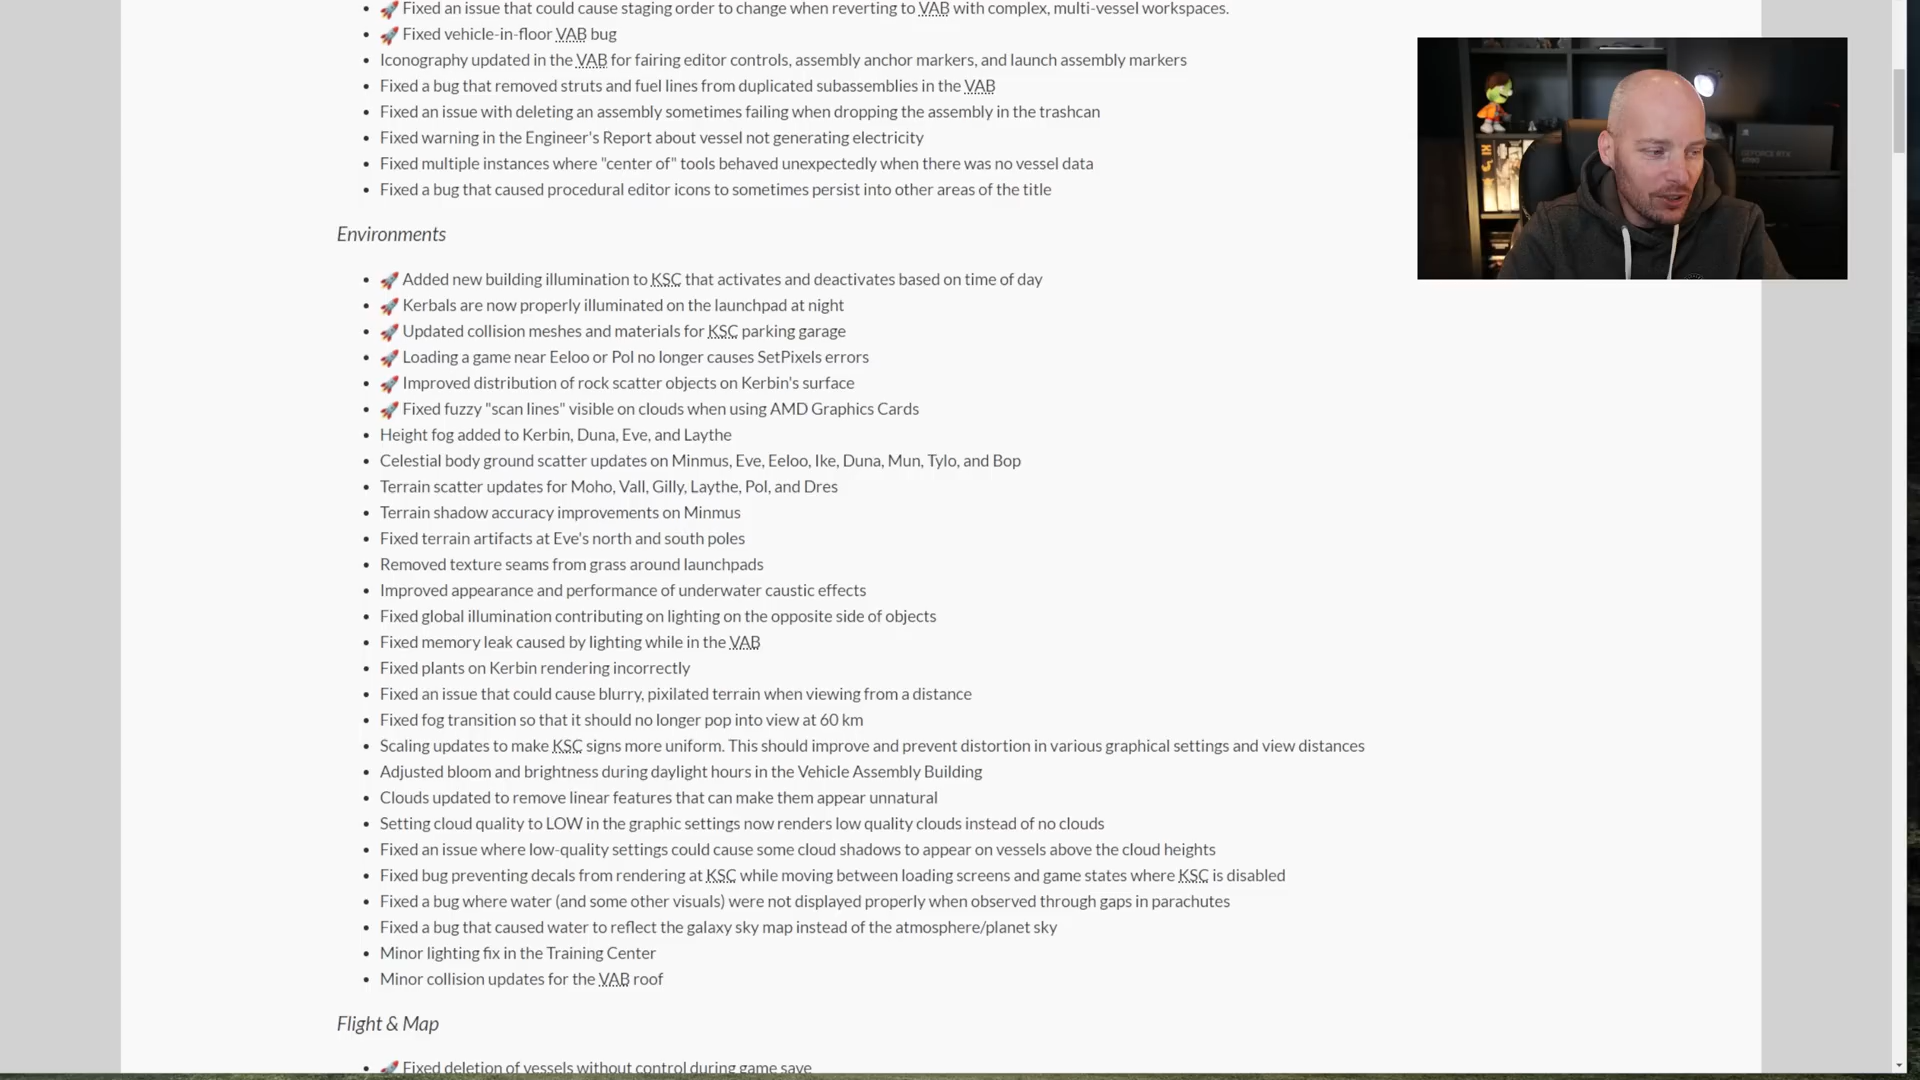 🚀 Fixed an issue that could cause staging order to change when reverting to VAB with complex, multi-vessel workspaces.
🚀 Fixed vehicle-in-floor VAB bug
Iconography updated in the VAB for fairing editor controls, assembly anchor markers, and launch assembly markers
Fixed a bug that removed struts and fuel lines from duplicated subassemblies in the VAB
Fixed an issue with deleting an assembly sometimes failing when dropping the assembly in the trashcan
Fixed warning in the Engineer's Report about vessel not generating electricity
Fixed multiple instances where "center of" tools behaved unexpectedly when there was no vessel data
Fixed a bug that caused procedural editor icons to sometimes persist into other areas of the title
Environments
🚀 Added new building illumination to KSC that activates and deactivates based on time of day
🚀 Kerbals are now properly illuminated on the launchpad at night
🚀 Updated collision meshes and materials for KSC parking garage
🚀 Loading a game near Eeloo or Pol no longer causes SetPixels errors
🚀 Improved distribution of rock scatter objects on Kerbin's surface
🚀 Fixed fuzzy "scan lines" visible on clouds when using AMD Graphics Cards
Height fog added to Kerbin, Duna, Eve, and Laythe
Celestial body ground scatter updates on Minmus, Eve, Eeloo, Ike, Duna, Mun, Tylo, and Bop
Terrain scatter updates for Moho, Vall, Gilly, Laythe, Pol, and Dres
Terrain shadow accuracy improvements on Minmus
Fixed terrain artifacts at Eve's north and south poles
Removed texture seams from grass around launchpads
Improved appearance and performance of underwater caustic effects
Fixed global illumination contributing on lighting on the opposite side of objects
Fixed memory leak caused by lighting while in the VAB
Fixed plants on Kerbin rendering incorrectly
Fixed an issue that could cause blurry, pixilated terrain when viewing from a distance
Fixed fog transition so that it should no longer pop into view at 60 km
Scaling updates to make KSC signs more uniform. This should improve and prevent distortion in various graphical settings and view distances
Adjusted bloom and brightness during daylight hours in the Vehicle Assembly Building
Clouds updated to remove linear features that can make them appear unnatural
Setting cloud quality to LOW in the graphic settings now renders low quality clouds instead of no clouds
Fixed an issue where low-quality settings could cause some cloud shadows to appear on vessels above the cloud heights
Fixed bug preventing decals from rendering at KSC while moving between loading screens and game states where KSC is disabled
Fixed a bug where water (and some other visuals) were not displayed properly when observed through gaps in parachutes
Fixed a bug that caused water to reflect the galaxy sky map instead of the atmosphere/planet sky
Minor lighting fix in the Training Center
Minor collision updates for the VAB roof
Flight & Map
🚀 Fixed deletion of vessels without control during game save
GEFORCE RTX